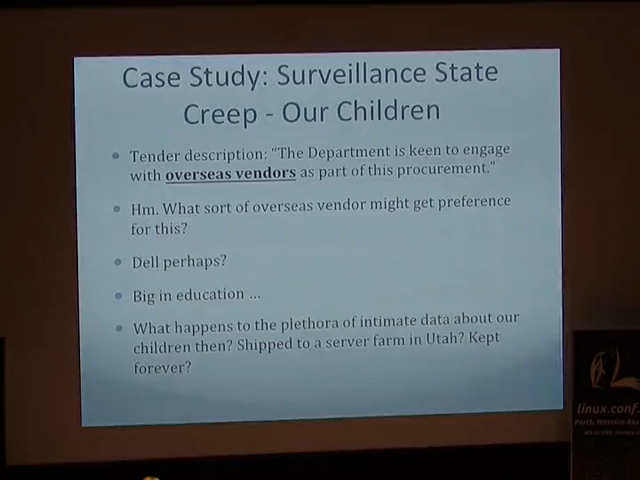 Case Study: Surveillance State
Creep - Our Children
Tender description: “The Department is keen to engage
with overseas vendors as part of this procurement.”
Hm. What sort of overseas vendor might get preference
for this?
Dell perhaps?
Big in education ...
What happens to the plethora of intimate data about our
children then? Shipped to a server farm in Utah? Kept
forever?
linux.conf.
Perth, Western Aus